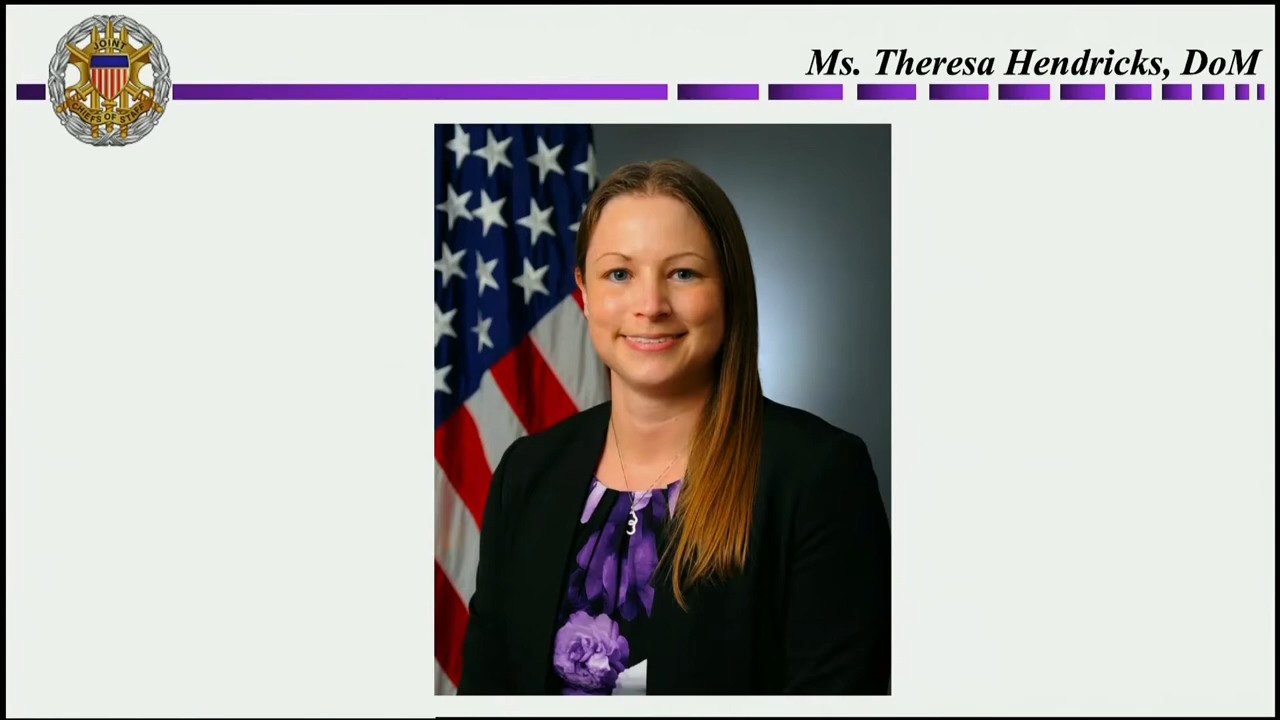 JOINT
CHIEFS OF STAFF
Ms. Theresa Hendricks, DoM